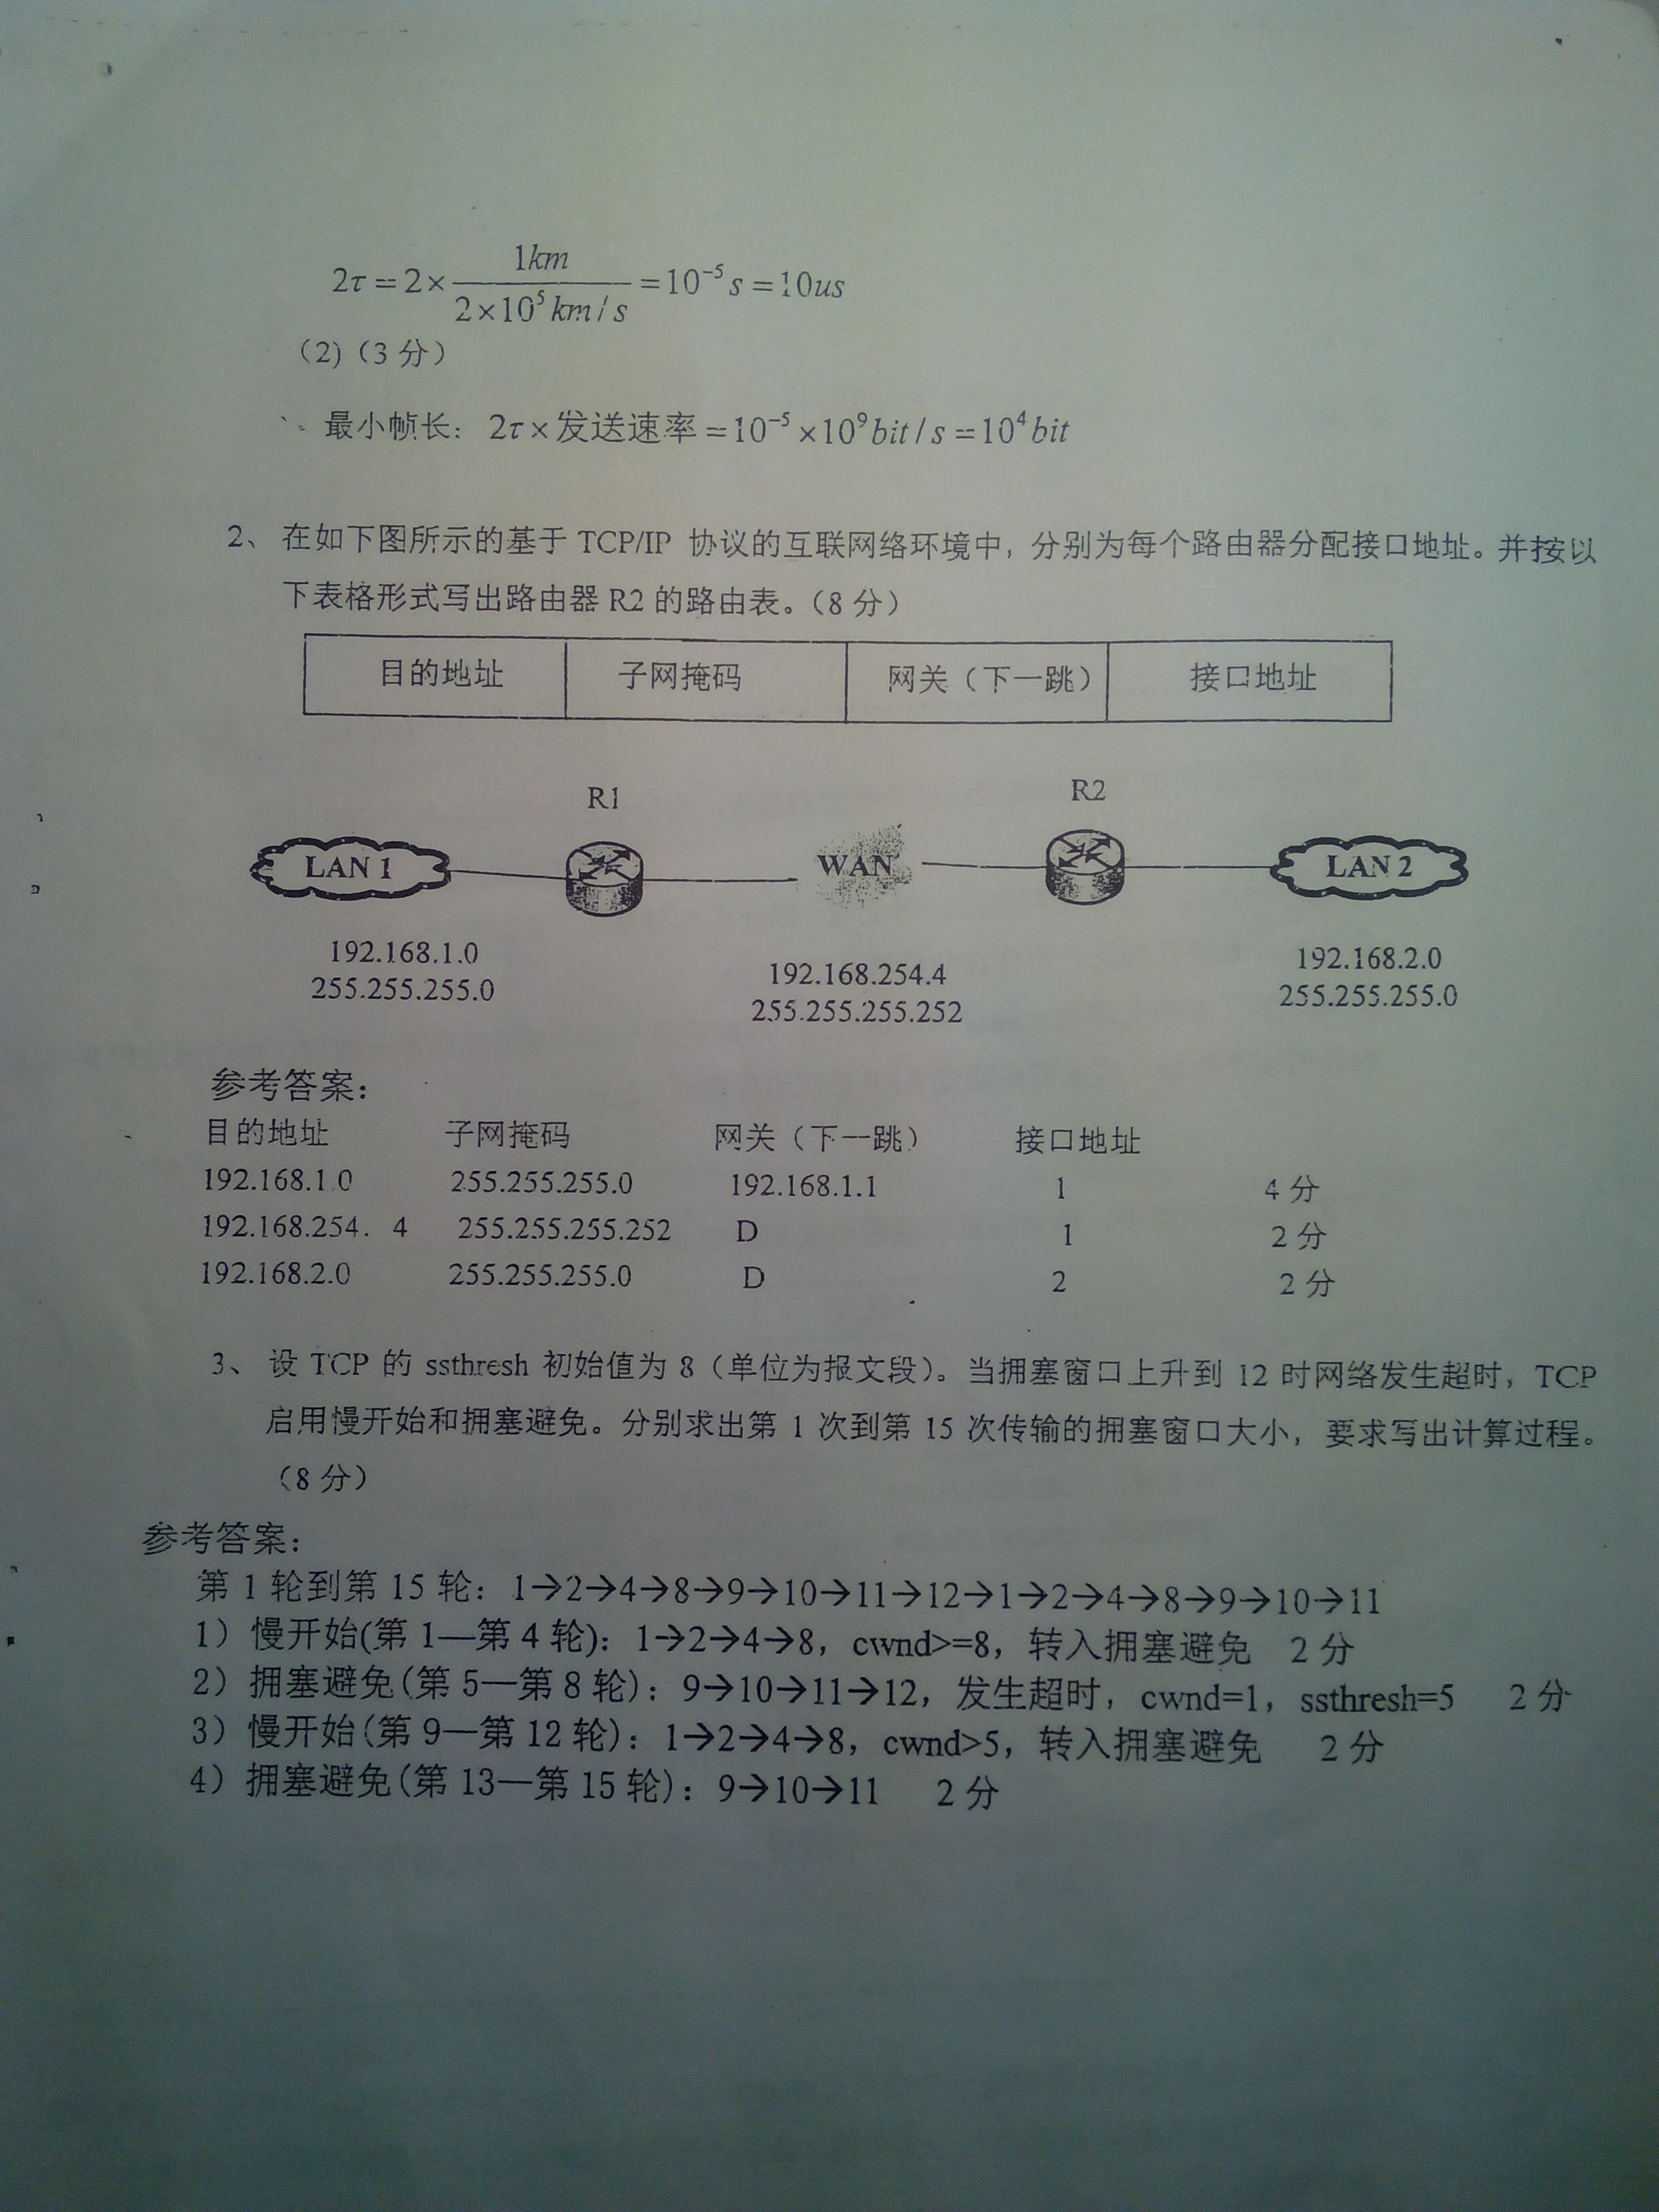 2τ=2×1km/2×10⁵km/s=10⁻⁵s=10us
（2)（3 分）
最小帧长：2τ×发送速率=10⁻⁵×10⁹bit/s=10⁴bit
2、在如下图所示的基于 TCP/IP 协议的互联网络环境中，分别为每个路由器分配接口地址。并按以
下表格形式写出路由器 R2 的路由表。（8 分）
目的地址 子网掩码 网关（下一跳） 接口地址
R1 R2
LAN 1 WAN LAN 2
192.168.1.0 192.168.254.4 192.168.2.0
255.255.255.0 255.255.255.252 255.255.255.0
参考答案：
目的地址 子网掩码 网关（下一跳） 接口地址
192.168.1.0 255.255.255.0 192.168.1.1 1 4 分
192.168.254. 4 255.255.255.252 D 1 2 分
192.168.2.0 255.255.255.0 D 2 2 分
3、设 TCP 的 ssthresh 初始值为 8（单位为报文段）。当拥塞窗口上升到 12 时网络发生超时，TCP
启用慢开始和拥塞避免。分别求出第 1 次到第 15 次传输的拥塞窗口大小，要求写出计算过程。
（8 分）
参考答案：
第 1 轮到第 15 轮：1→2→4→8→9→10→11→12→1→2→4→8→9→10→11
1）慢开始(第 1—第 4 轮)：1→2→4→8，cwnd>=8，转入拥塞避免 2 分
2）拥塞避免(第 5—第 8 轮)：9→10→11→12，发生超时，cwnd=1，ssthresh=5 2 分
3）慢开始(第 9—第 12 轮)：1→2→4→8，cwnd>5，转入拥塞避免 2 分
4）拥塞避免(第 13—第 15 轮)：9→10→11 2 分